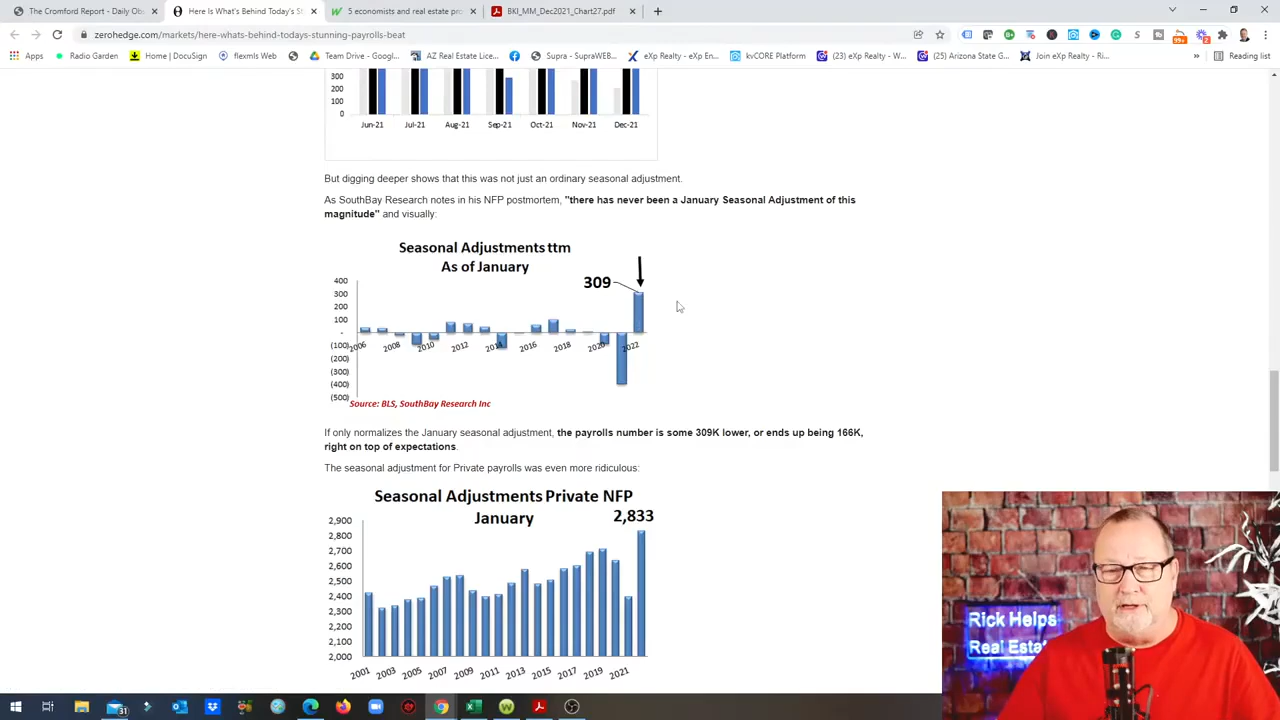 The Cromford Report - Daily Obs
Here Is What's Behind Today's St
5 economists and real estate pro
BKI_MM_Dec2021_Chart27.pdf
zerohedge.com/markets/here-whats-behind-todays-stunning-payrolls-beat
99+
Apps
Radio Garden
Home | DocuSign
flexmls Web
Team Drive - Googl...
AZ Real Estate Lice...
Supra - SupraWEB...
eXp Realty - eXp En...
kvCORE Platform
(23) eXp Realty - W...
(25) Arizona State G...
Join eXp Realty - Ri...
»
Reading list
300
200
100
0
Jun-21 Jul-21 Aug-21 Sep-21 Oct-21 Nov-21 Dec-21
But digging deeper shows that this was not just an ordinary seasonal adjustment.
As SouthBay Research notes in his NFP postmortem, "there has never been a January Seasonal Adjustment of this
magnitude" and visually:
Seasonal Adjustments ttm
As of January
309
400
300
200
100
-
(100)
(200)
(300)
(400)
(500)
2006 2008 2010 2012 2014 2016 2018 2020 2022
Source: BLS, SouthBay Research Inc
If only normalizes the January seasonal adjustment, the payrolls number is some 309K lower, or ends up being 166K,
right on top of expectations.
The seasonal adjustment for Private payrolls was even more ridiculous:
Seasonal Adjustments Private NFP
January
2,833
2,900
2,800
2,700
2,600
2,500
2,400
2,300
2,200
2,100
2,000
2001 2003 2005 2007 2009 2011 2013 2015 2017 2019 2021
Rick Helps
Real Esta
31